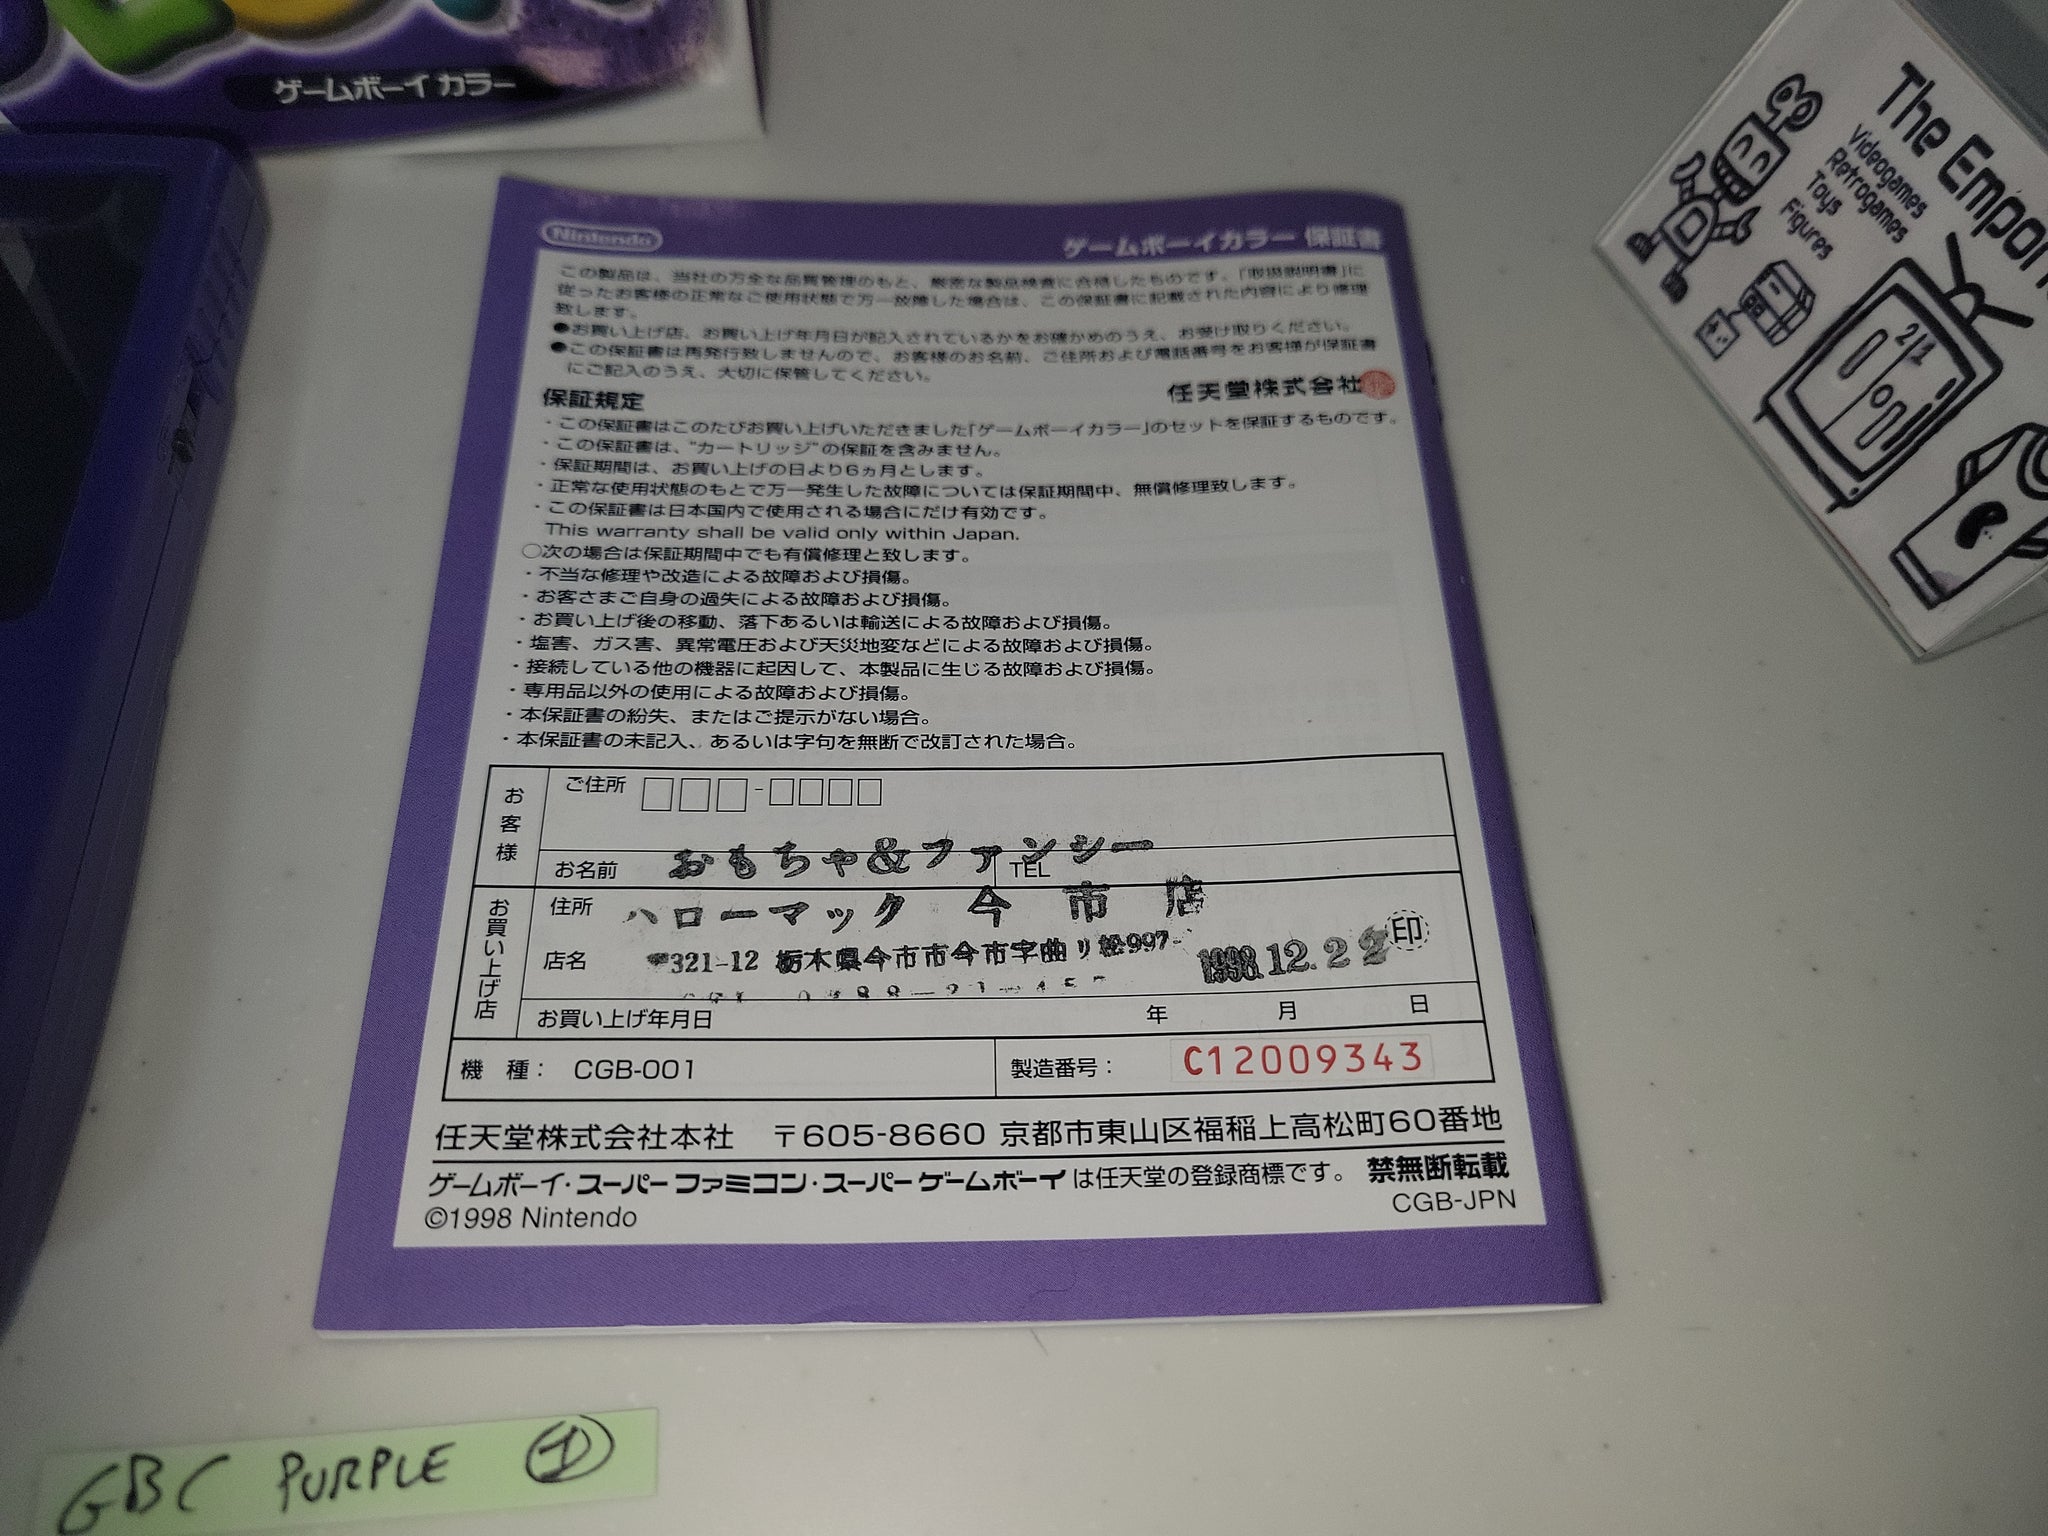 ゲームボーイ カラー
The Empor
Videogames
Retrogames
Toys
Figures
21
Nintendo
ゲームボーイカラー 保証書
この製品は、当社の万全な品質管理のもと、厳密な製品検査に合格したものです。「取扱説明書」に
従ったお客様の正常なご使用状態で万一故障した場合は、この保証書に記載された内容により修理
致します。
●お買い上げ店、お買い上げ年月日が記入されているかをお確かめのうえ、お受け取りください。
●この保証書は再発行致しませんので、お客様のお名前、ご住所および電話番号をお客様が保証書
にご記入のうえ、大切に保管してください。
任天堂株式会社
保証規定
・この保証書はこのたびお買い上げいただきました「ゲームボーイカラー」のセットを保証するものです。
・この保証書は、"カートリッジ"の保証を含みません。
・保証期間は、お買い上げの日より6ヵ月とします。
・正常な使用状態のもとで万一発生した故障については保証期間中、無償修理致します。
・この保証書は日本国内で使用される場合にだけ有効です。
This warranty shall be valid only within Japan.
○次の場合は保証期間中でも有償修理と致します。
・不当な修理や改造による故障および損傷。
・お客さまご自身の過失による故障および損傷。
・お買い上げ後の移動、落下あるいは輸送による故障および損傷。
・塩害、ガス害、異常電圧および天災地変などによる故障および損傷。
・接続している他の機器に起因して、本製品に生じる故障および損傷。
・専用品以外の使用による故障および損傷。
・本保証書の紛失、またはご提示がない場合。
・本保証書の未記入、あるいは字句を無断で改訂された場合。
お客様
ご住所 □□□-□□□□
おもちゃ&ファンシー
お名前 TEL
お買い上げ店
住所 ハローマック 今市店
店名 〒321-12 栃木県今市市今市字曲り松997- 1998.12.22 印
お買い上げ年月日 年 月 日
機 種： CGB-001 製造番号： C12009343
任天堂株式会社本社 〒605-8660 京都市東山区福稲上高松町60番地
ゲームボーイ・スーパーファミコン・スーパーゲームボーイは任天堂の登録商標です。 禁無断転載
©1998 Nintendo CGB-JPN
GBC PURPLE ①